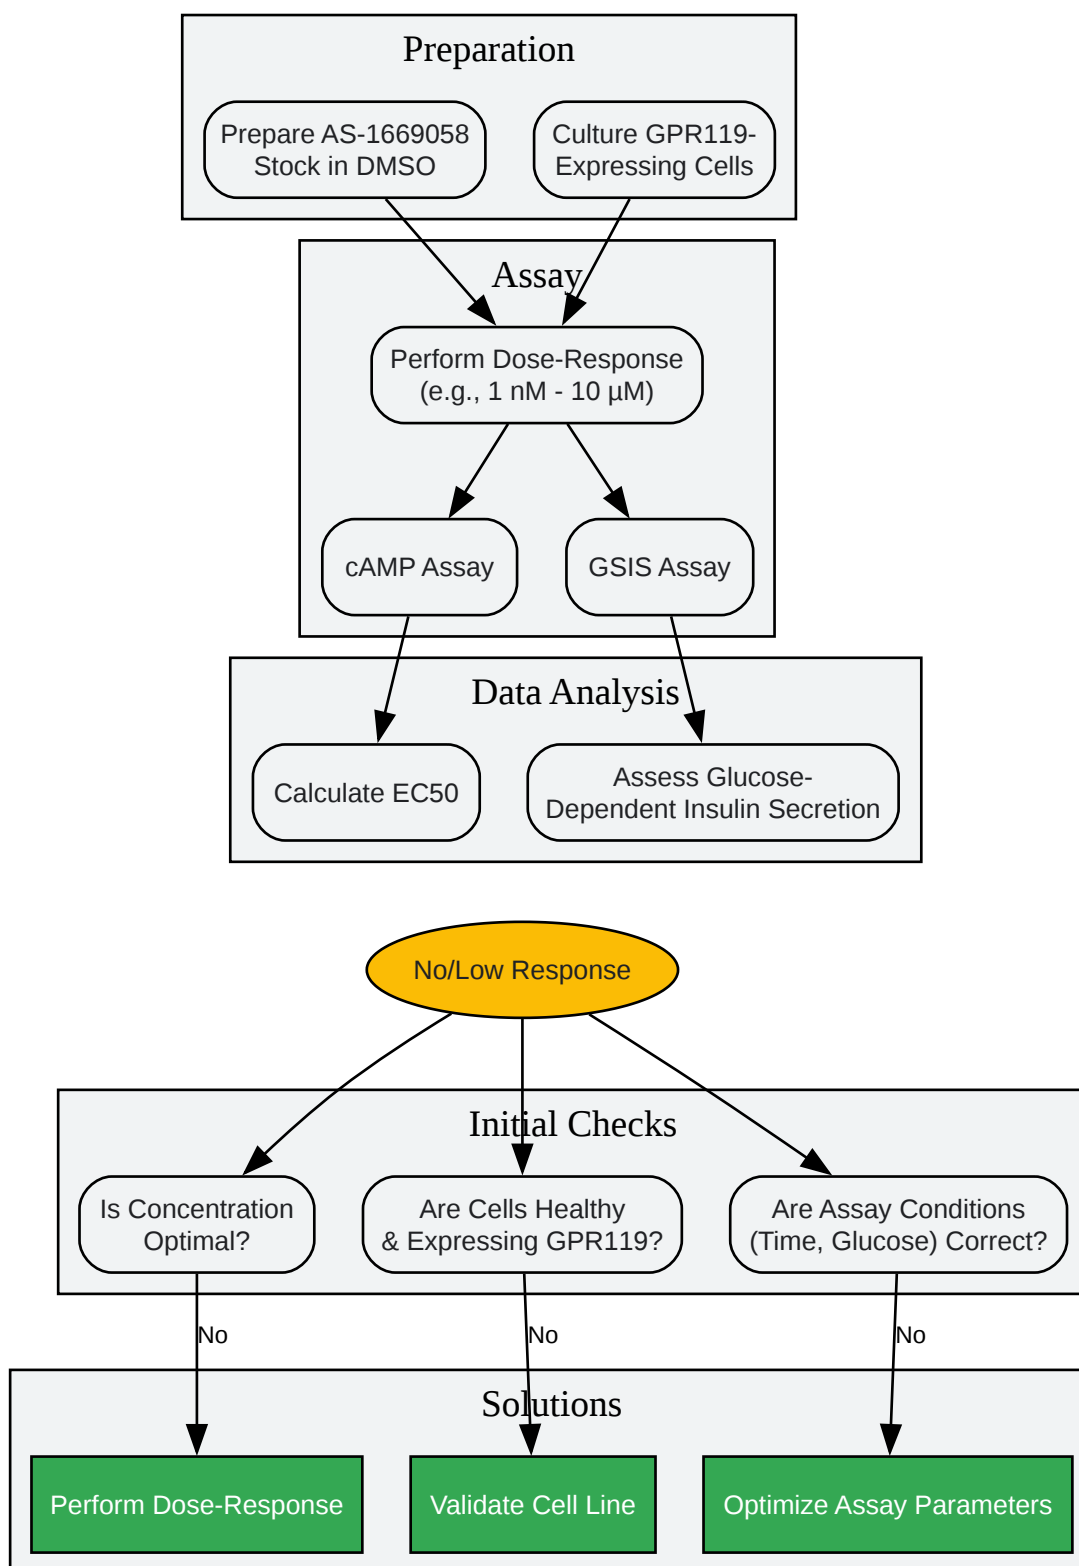 Preparation
Prepare AS-1669058
Stock in DMSO
Culture GPR119-
Expressing Cells
Assay
Perform Dose-Response
(e.g., 1 nM - 10 µM)
cAMP Assay
GSIS Assay
Data Analysis
Calculate EC50
Assess Glucose-
Dependent Insulin Secretion
No/Low Response
Initial Checks
Is Concentration
Optimal?
Are Cells Healthy
& Expressing GPR119?
Are Assay Conditions
(Time, Glucose) Correct?
No
No
No
Solutions
Perform Dose-Response
Validate Cell Line
Optimize Assay Parameters